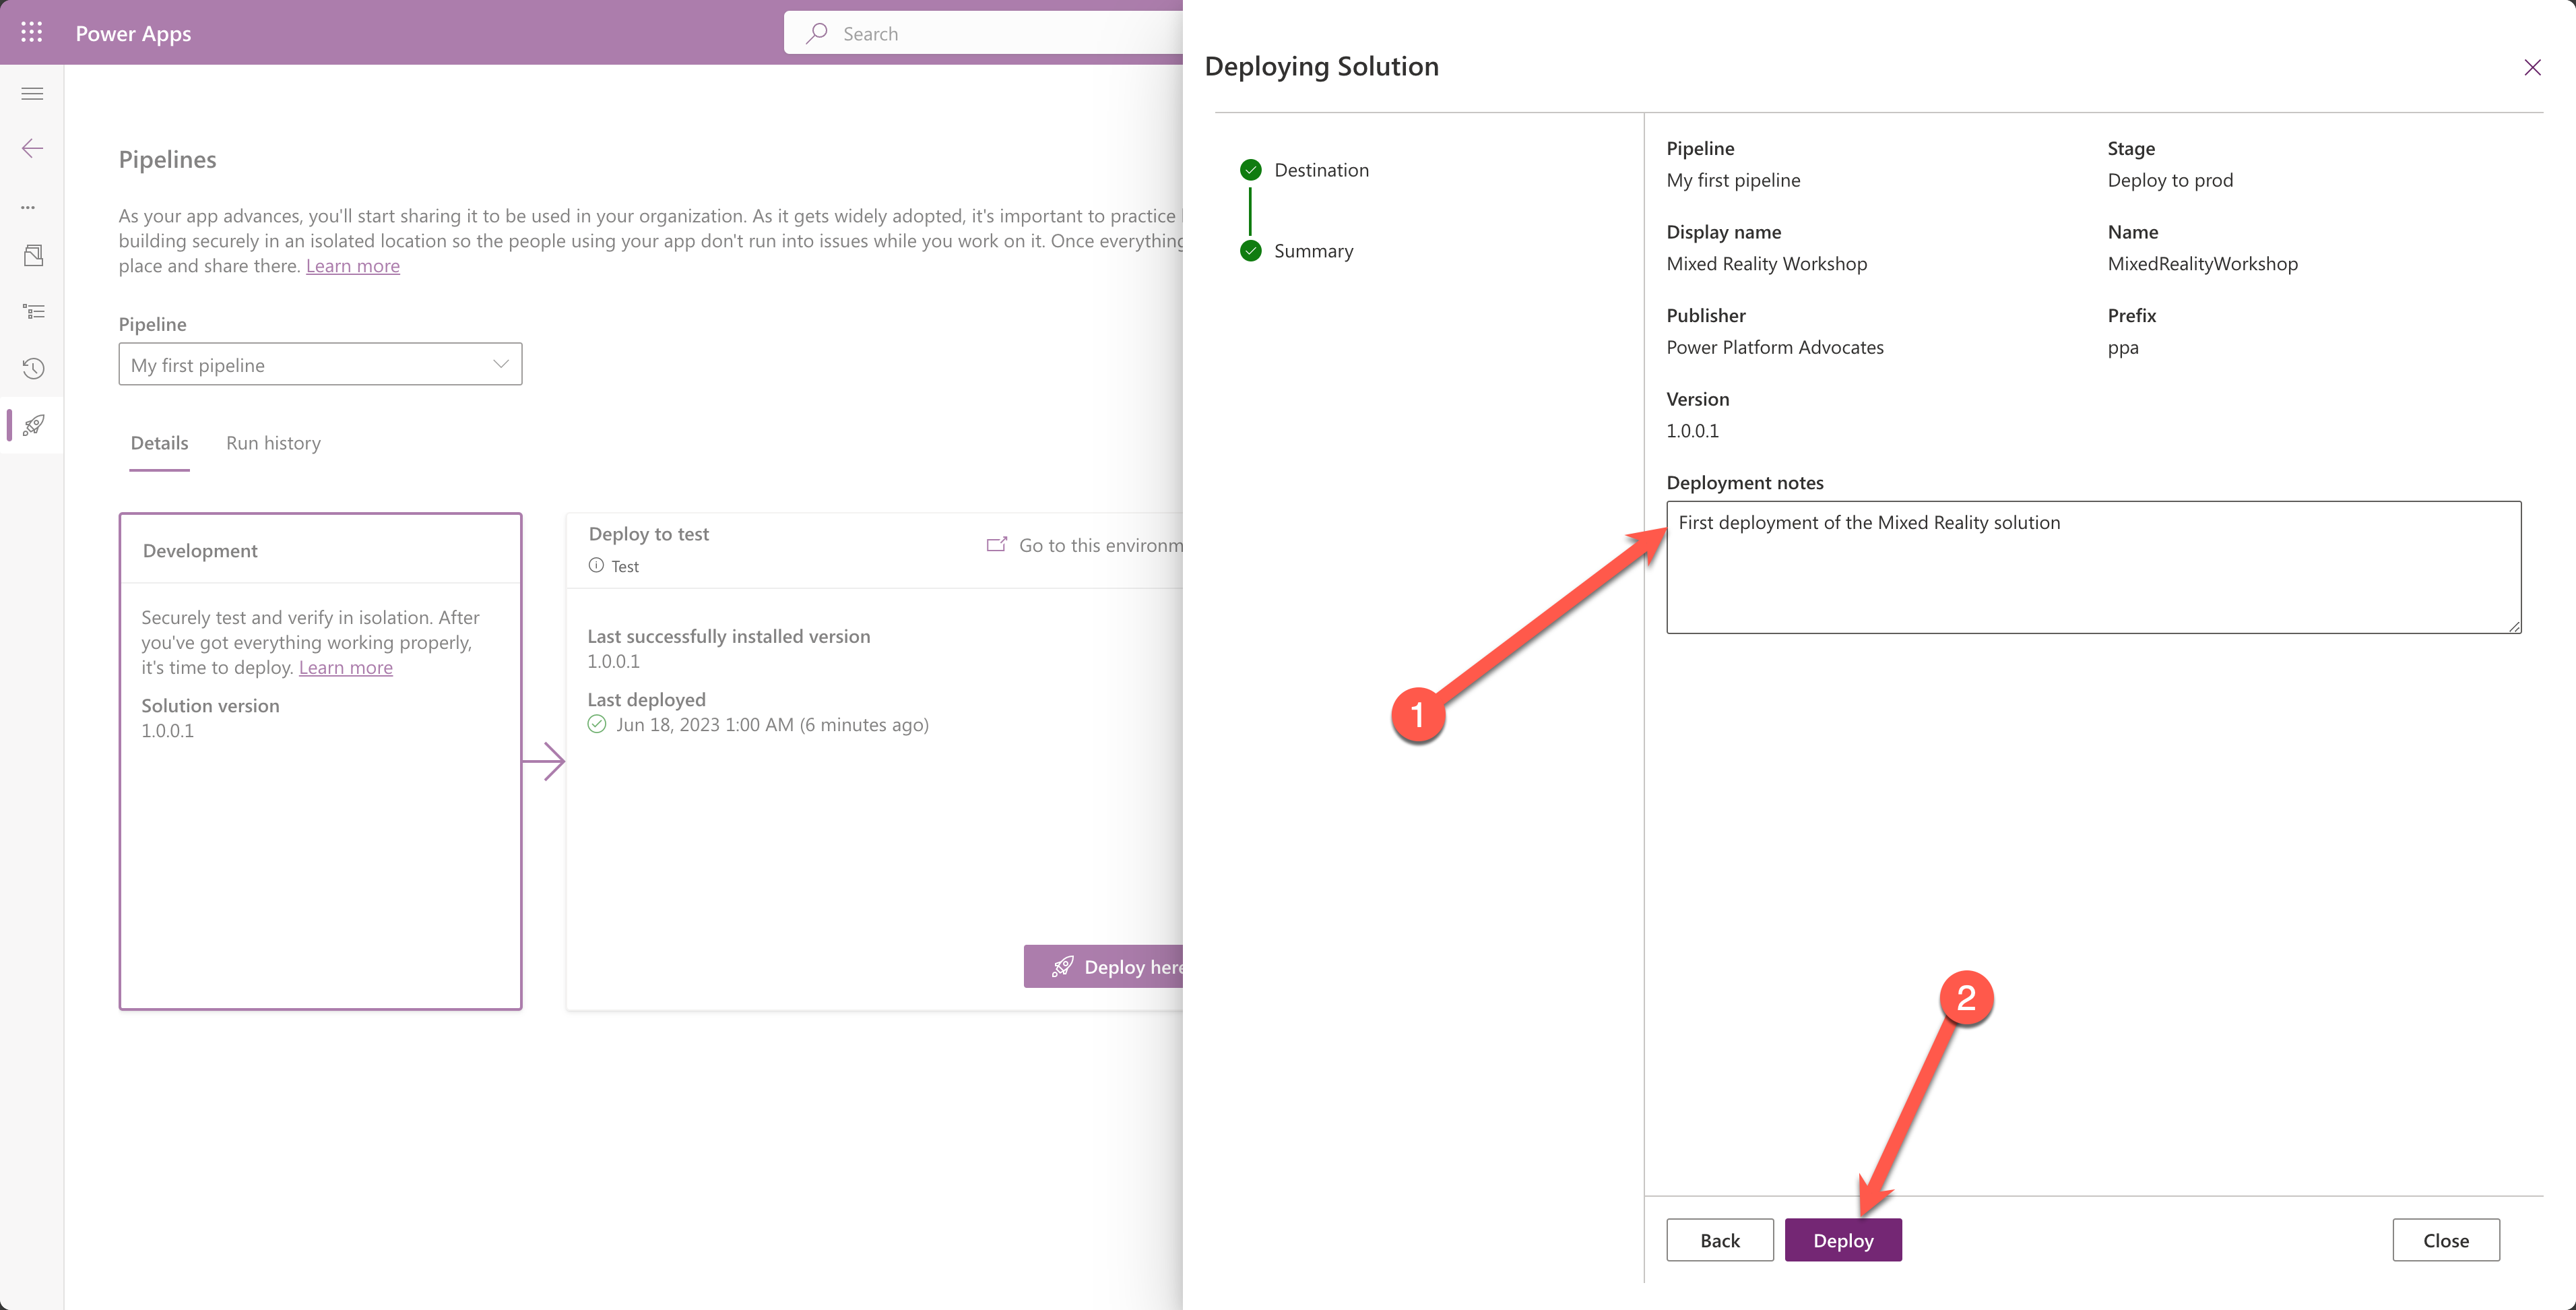 Power Apps
Search
Pipelines
As your app advances, you'll start sharing it to be used in your organization. As it gets widely adopted, it's important to practice
building securely in an isolated location so the people using your app don't run into issues while you work on it. Once everything
place and share there. Learn more
Pipeline
My first pipeline
Details
Run history
Development
Securely test and verify in isolation. After
you've got everything working properly,
it's time to deploy. Learn more
Solution version
1.0.0.1
Deploy to test
Test
Go to this environm
Last successfully installed version
1.0.0.1
Last deployed
Jun 18, 2023 1:00 AM (6 minutes ago)
Deploy here
Deploying Solution
Destination
Summary
Pipeline
My first pipeline
Stage
Deploy to prod
Display name
Mixed Reality Workshop
Name
MixedRealityWorkshop
Publisher
Power Platform Advocates
Prefix
ppa
Version
1.0.0.1
Deployment notes
First deployment of the Mixed Reality solution
1
2
Back
Deploy
Close